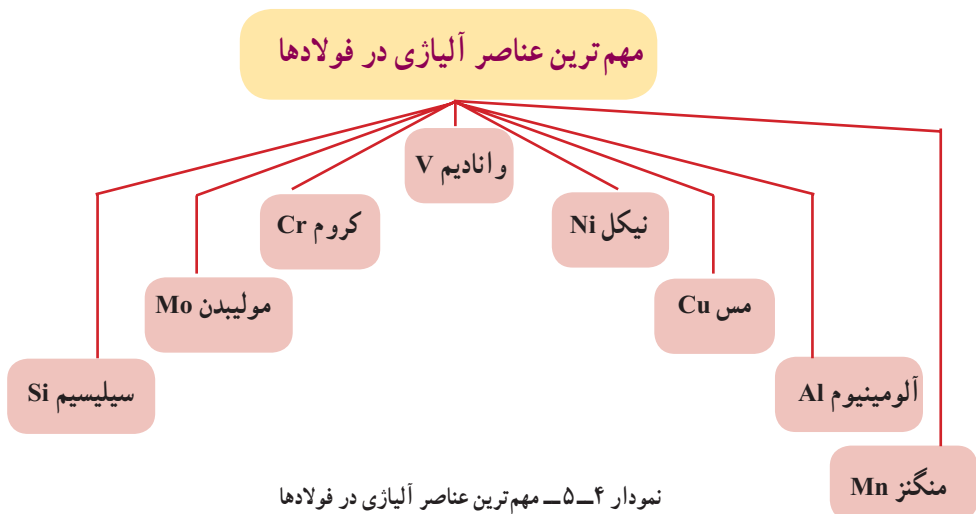 مهم‌ترین عناصر آلیاژی در فولادها
وانادیم V
نیکل Ni
کروم Cr
مس Cu
مولیبدن Mo
آلومینیوم Al
سیلیسیم Si
منگنز Mn
نمودار ۴ــ۵ــ مهم‌ترین عناصر آلیاژی در فولادها